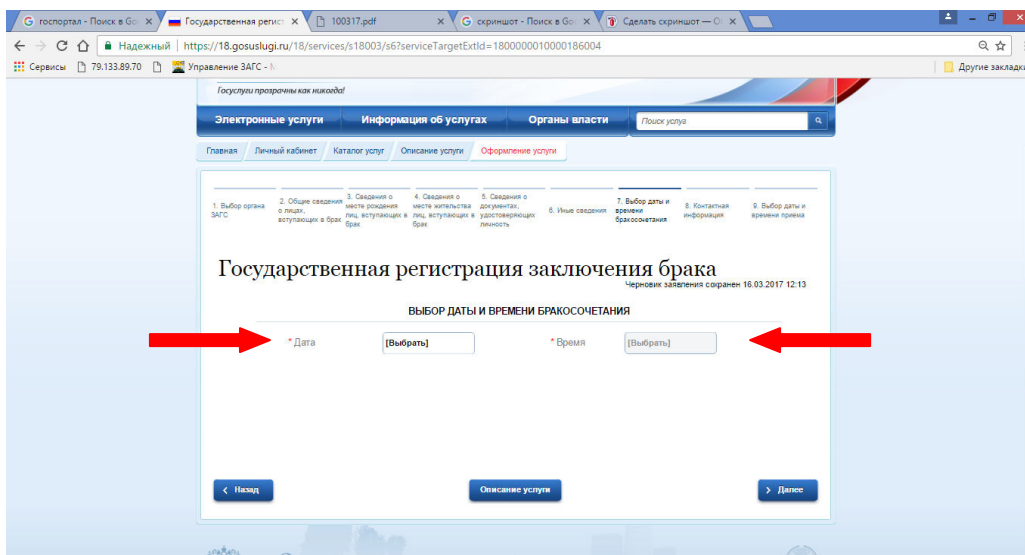 госпортал - Поиск в Go
Государственная регист
100317.pdf
скриншот - Поиск в Go
Сделать скриншот — О
Надежный | https://18.gosuslugi.ru/18/services/s18003/s6?serviceTargetExtId=1800000010000186004
Сервисы 79.133.89.70 Управление ЗАГС - Другие закладки
Госуслуги прозрачны как никогда!
Электронные услуги Информация об услугах Органы власти Поиск услуг
Главная Личный кабинет Каталог услуг Описание услуги Оформление услуги
1. Выбор органа
ЗАГС
2. Общие сведения
о лицах,
вступающих в брак
3. Сведения о
месте рождения
лиц, вступающих в
брак
4. Сведения о
месте жительства
лиц, вступающих в
брак
5. Сведения о
документах,
удостоверяющих
личность
6. Иные сведения
7. Выбор даты и
времени
бракосочетания
8. Контактная
информация
9. Выбор даты и
времени приема
Государственная регистрация заключения брака
Черновик заявления сохранен 16.03.2017 12:13
ВЫБОР ДАТЫ И ВРЕМЕНИ БРАКОСОЧЕТАНИЯ
* Дата [Выбрать] * Время [Выбрать]
Назад Описание услуги Далее